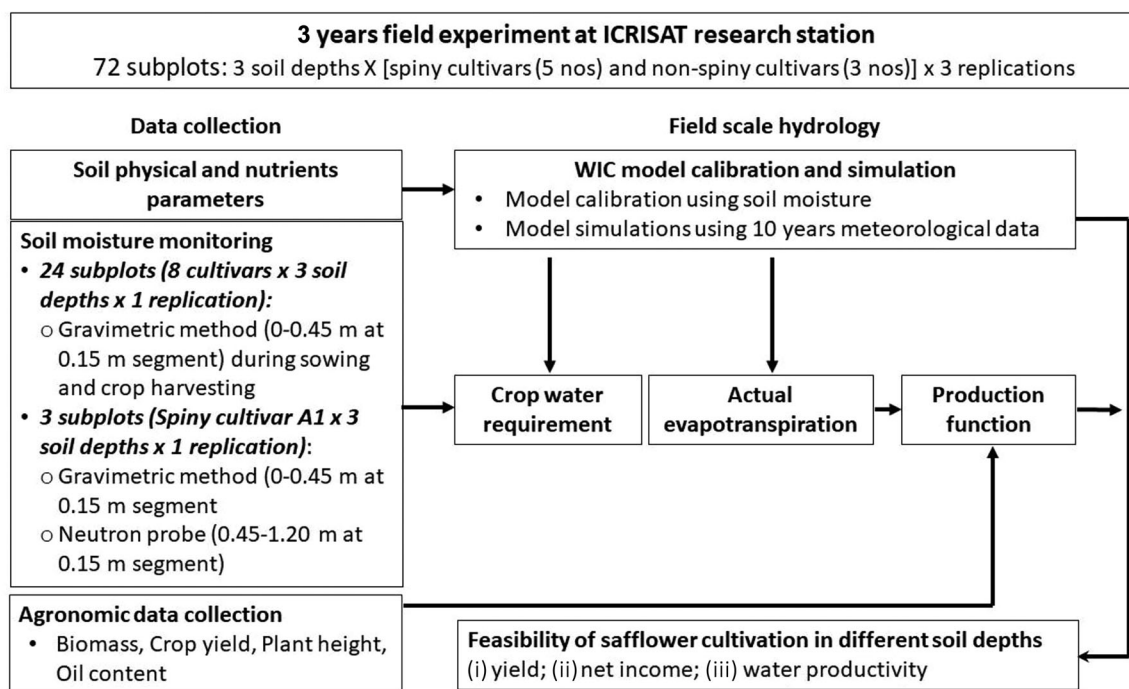 3 years field experiment at ICRISAT research station
72 subplots: 3 soil depths X [spiny cultivars (5 nos) and non-spiny cultivars (3 nos)] x 3 replications
Data collection
Soil physical and nutrients
parameters
Soil moisture monitoring
• 24 subplots (8 cultivars x 3 soil
depths x 1 replication):
o Gravimetric method (0-0.45 m at
0.15 m segment) during sowing
and crop harvesting
• 3 subplots (Spiny cultivar A1 x 3
soil depths x 1 replication):
o Gravimetric method (0-0.45 m at
0.15 m segment
o Neutron probe (0.45-1.20 m at
0.15 m segment)
Agronomic data collection
• Biomass, Crop yield, Plant height,
Oil content
Field scale hydrology
WIC model calibration and simulation
• Model calibration using soil moisture
• Model simulations using 10 years meteorological data
Crop water
requirement
Actual
evapotranspiration
Production
function
Feasibility of safflower cultivation in different soil depths
(i) yield; (ii) net income; (iii) water productivity